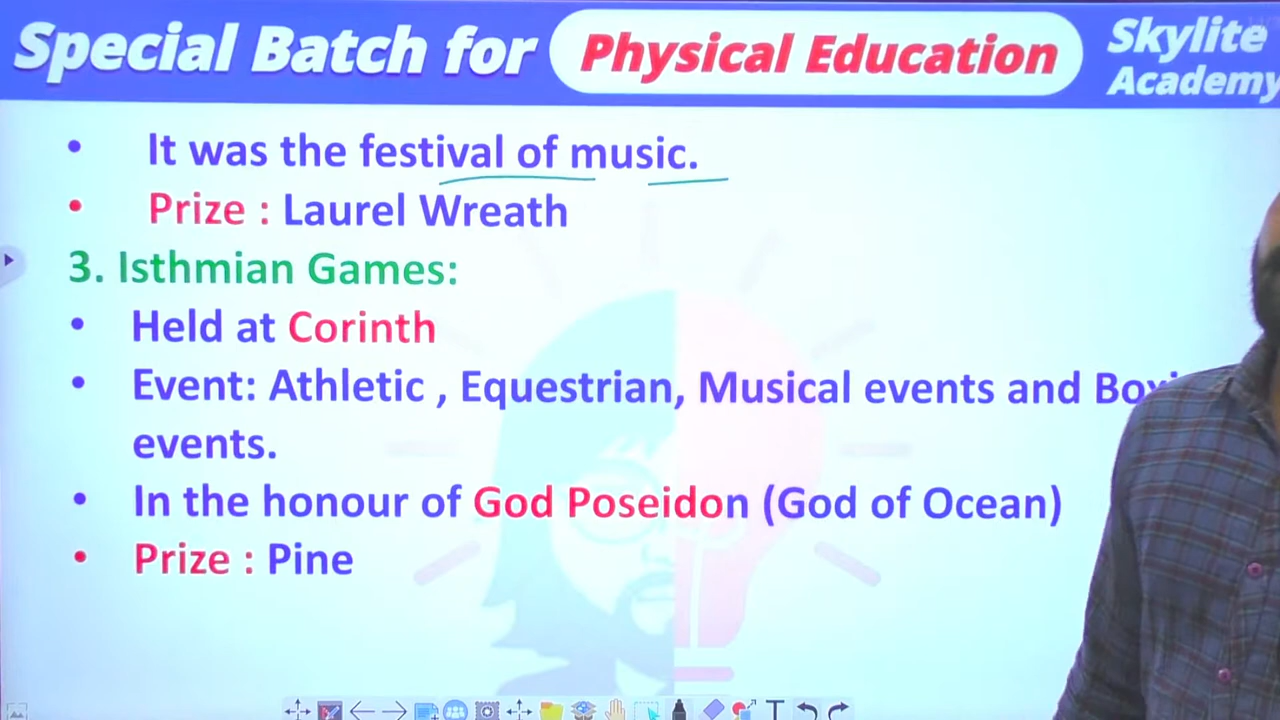 Special Batch for Physical Education Skylite Academy
• It was the festival of music.
• Prize : Laurel Wreath
3. Isthmian Games:
• Held at Corinth
• Event: Athletic , Equestrian, Musical events and
events.
• In the honour of God Poseidon (God of Ocean)
• Prize : Pine